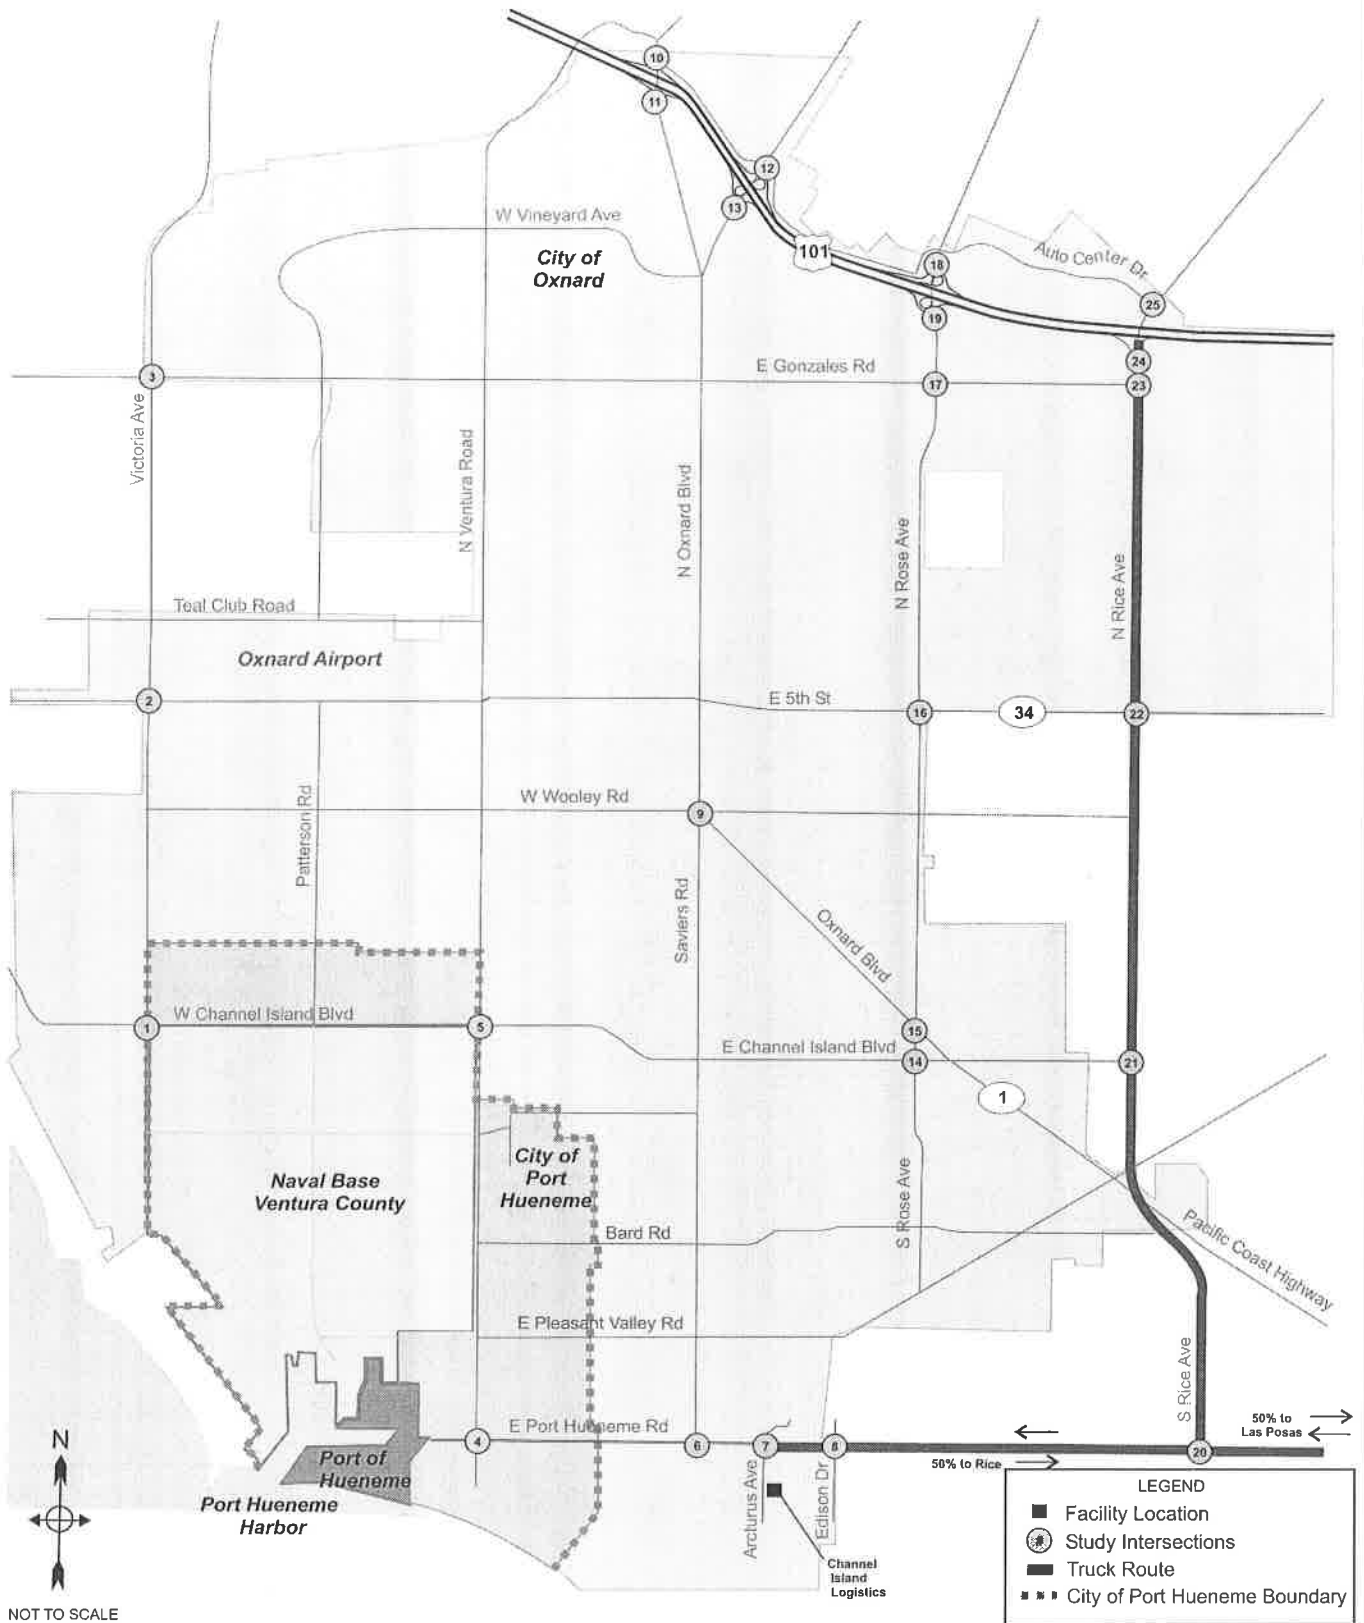 10
11
12
13
W Vineyard Ave
City of
Oxnard
101
18
Auto Center Dr
25
19
24
3
E Gonzales Rd
17
23
Victoria Ave
N Ventura Road
N Oxnard Blvd
N Rose Ave
N Rice Ave
Teal Club Road
Oxnard Airport
2
E 5th St
16
34
22
Patterson Rd
W Wooley Rd
9
Saviers Rd
Oxnard Blvd
W Channel Island Blvd
1
5
15
E Channel Island Blvd
14
21
1
City of
Port
Hueneme
Naval Base
Ventura County
S Rose Ave
Bard Rd
Pacific Coast Highway
E Pleasant Valley Rd
S Rice Ave
N
E Port Hueneme Rd
4
6
7
8
20
50% to
Las Posas
50% to Rice
Port of
Hueneme
Port Hueneme
Harbor
Arcturus Ave
Edison Dr
Channel
Island
Logistics
LEGEND
Facility Location
#
Study Intersections
Truck Route
City of Port Hueneme Boundary
NOT TO SCALE